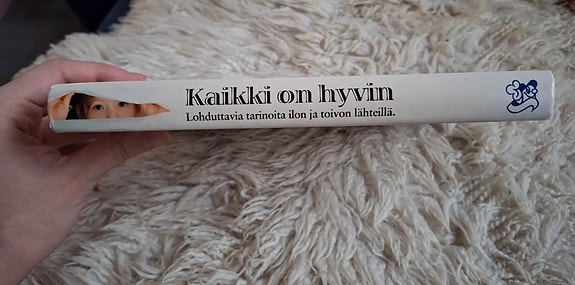 Kaikki on hyvin
Lohduttavia tarinoita ilon ja toivon lähteillä.